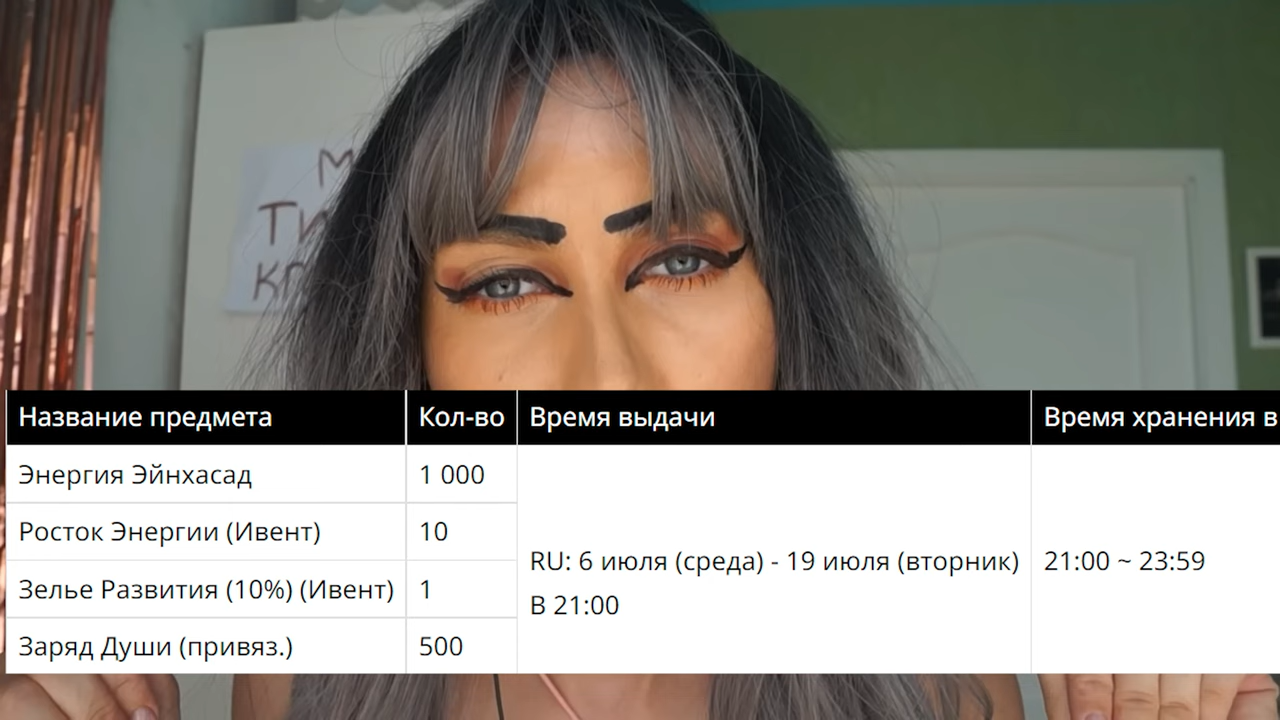 М
ТИ
Название предмета Кол-во Время выдачи Время хранения в
Энергия Эйнхасад 1 000
Росток Энергии (Ивент) 10
RU: 6 июля (среда) - 19 июля (вторник) 21:00 ~ 23:59
Зелье Развития (10%) (Ивент) 1
В 21:00
Заряд Души (привяз.) 500